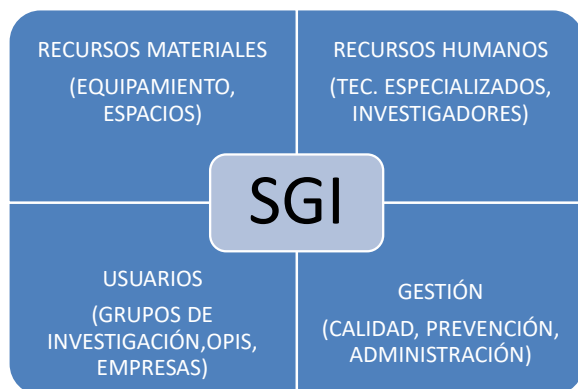 RECURSOS MATERIALES
(EQUIPAMIENTO,
ESPACIOS)
RECURSOS HUMANOS
(TEC. ESPECIALIZADOS,
INVESTIGADORES)
SGI
USUARIOS
(GRUPOS DE
INVESTIGACIÓN,OPIS,
EMPRESAS)
GESTIÓN
(CALIDAD, PREVENCIÓN,
ADMINISTRACIÓN)